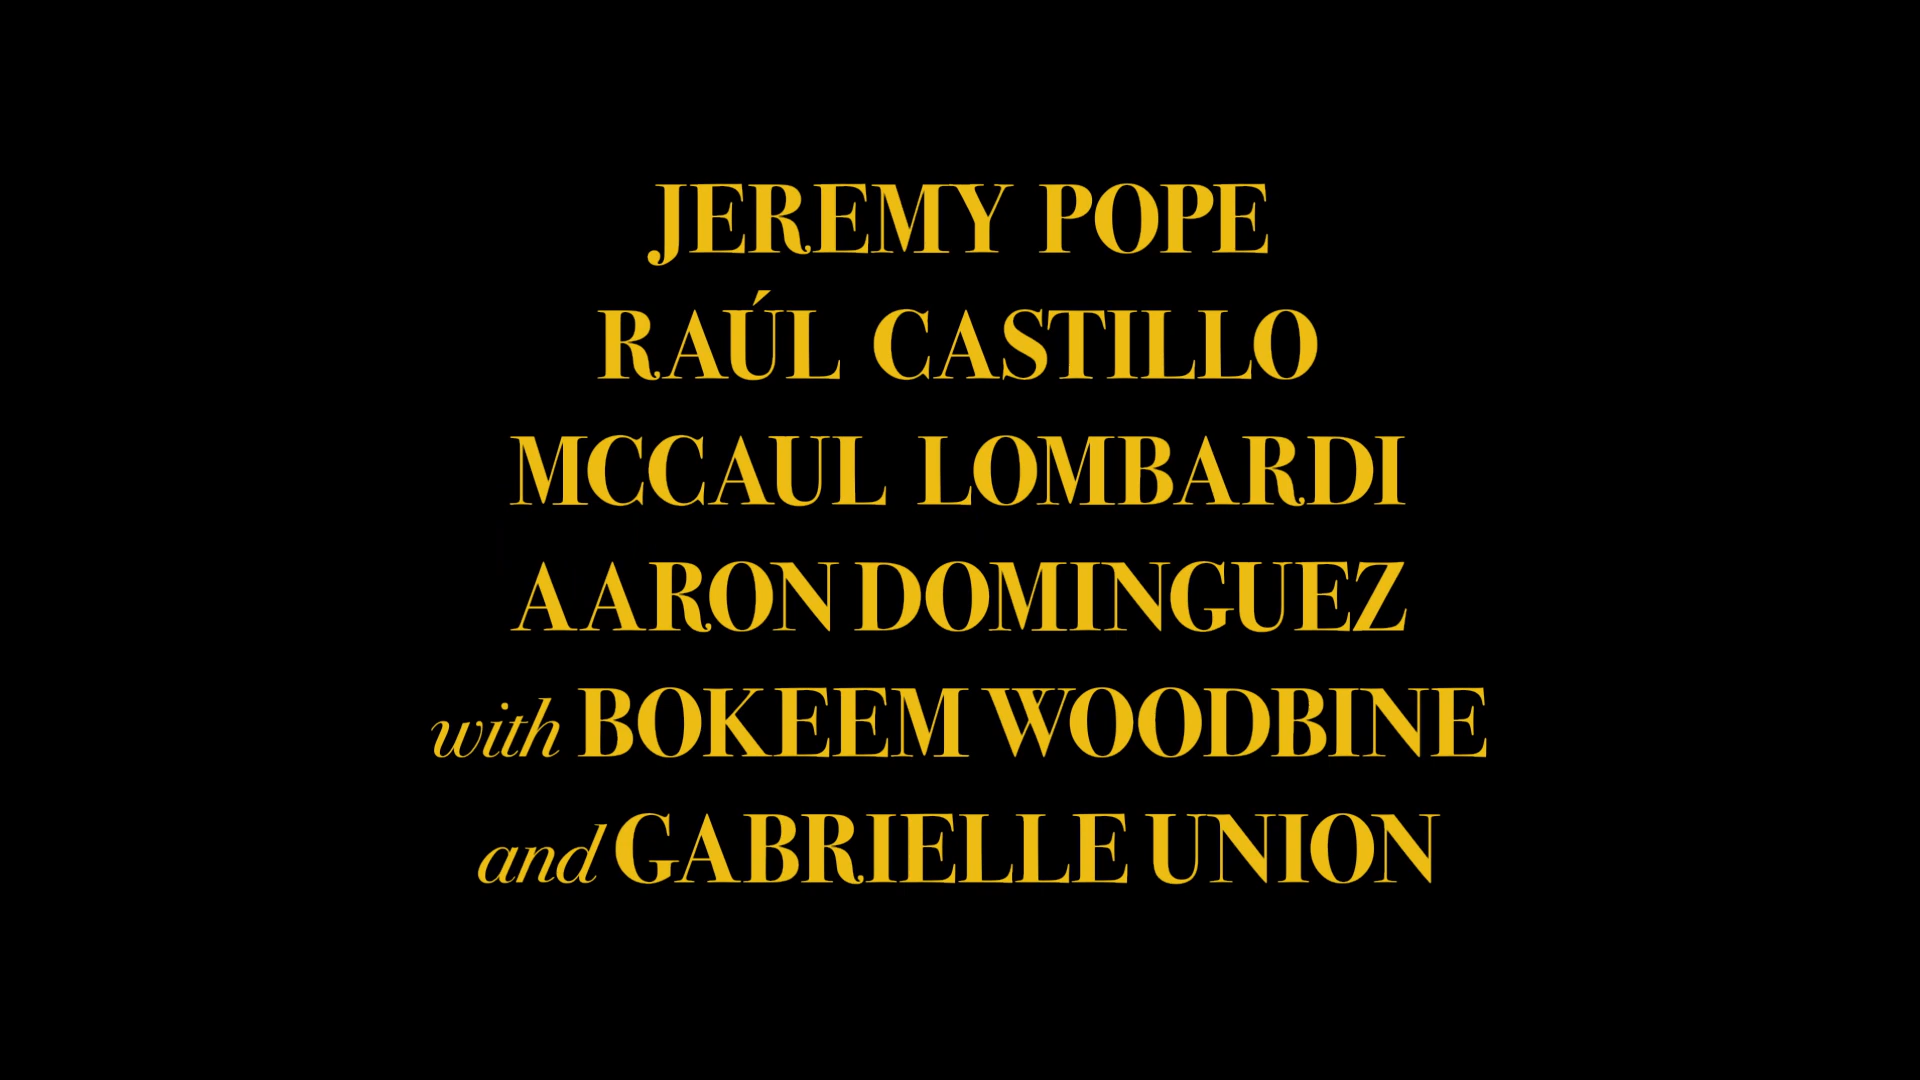 JEREMY POPE
RAÚL CASTILLO
MCCAUL LOMBARDI
AARON DOMINGUEZ
with BOKEEM WOODBINE
and GABRIELLE UNION